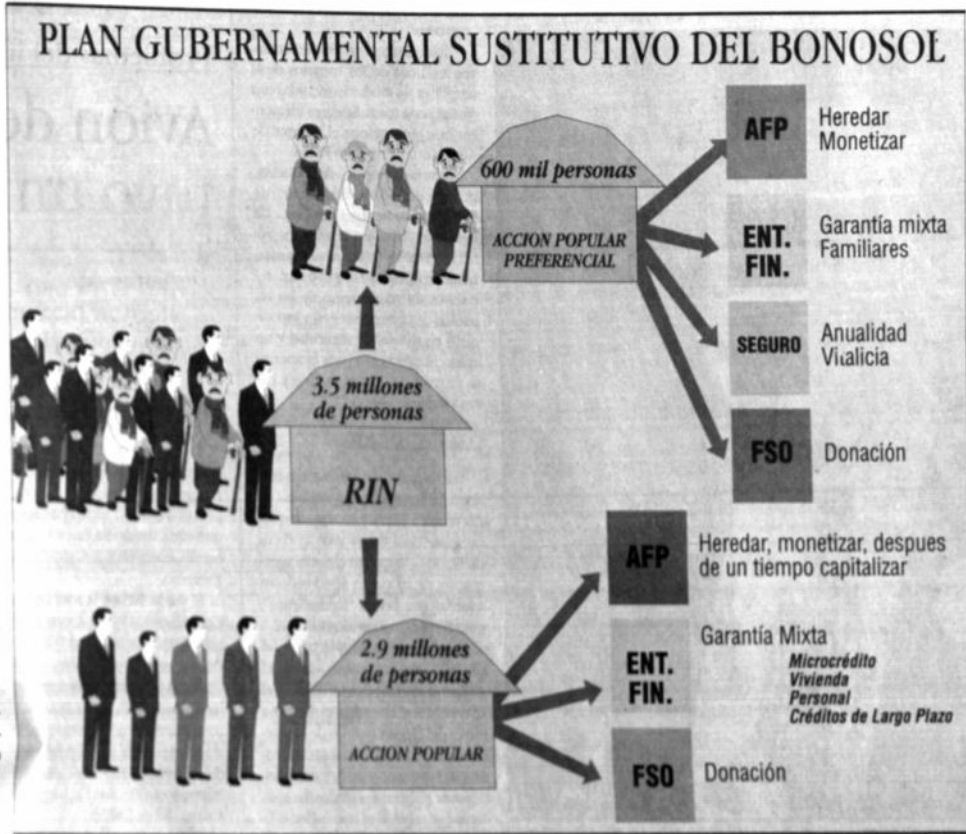 PLAN GUBERNAMENTAL SUSTITUTIVO DEL BONOSOL
600 mil personas
ACCION POPULAR
PREFERENCIAL
AFP
Heredar
Monetizar
ENT.
FIN.
Garantía mixta
Familiares
SEGURO
Anualidad
Vitalicia
FSO
Donación
3.5 millones
de personas
RIN
2.9 millones
de personas
ACCION POPULAR
AFP
Heredar, monetizar, despues
de un tiempo capitalizar
ENT.
FIN.
Garantía Mixta
Microcrédito
Vivienda
Personal
Créditos de Largo Plazo
FSO
Donación